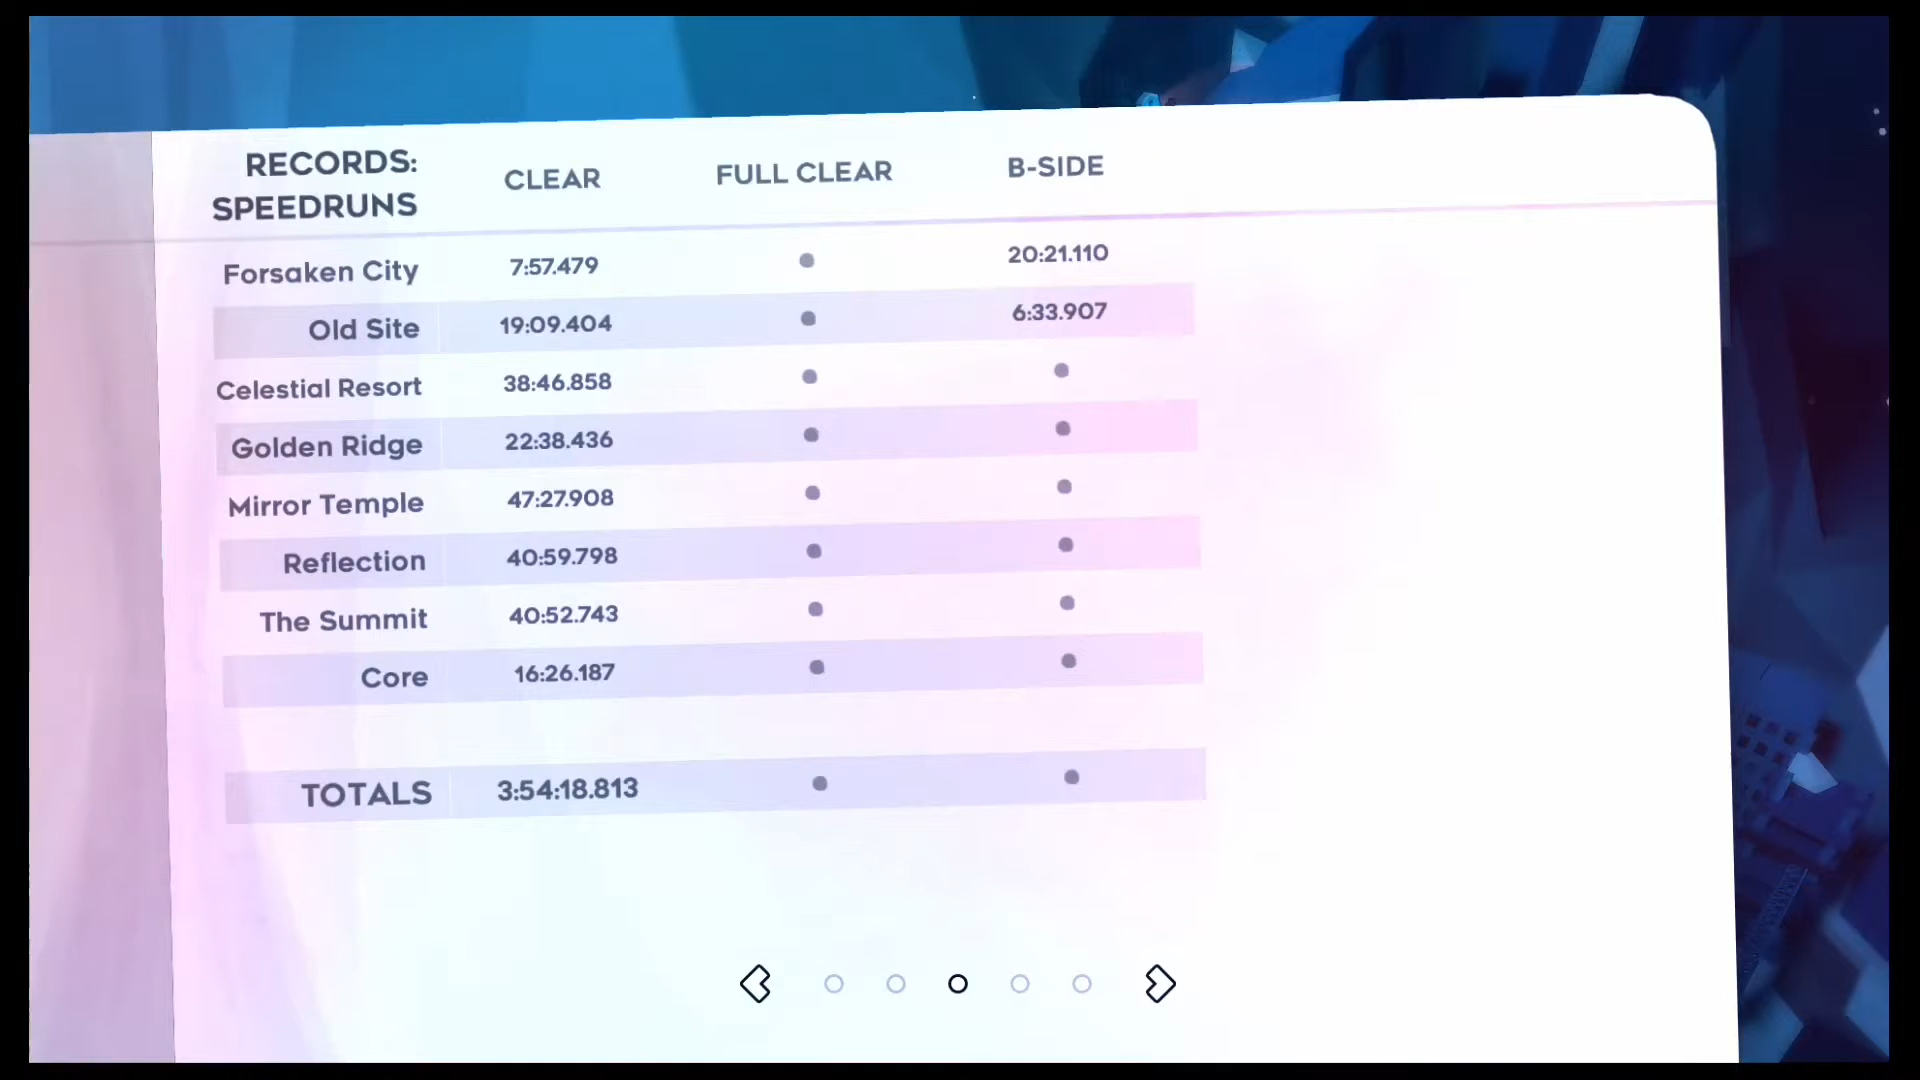 RECORDS:
SPEEDRUNS
CLEAR FULL CLEAR B-SIDE
Forsaken City 7:57.479 20:21.110
Old Site 19:09.404 6:33.907
Celestial Resort 38:46.858
Golden Ridge 22:38.436
Mirror Temple 47:27.908
Reflection 40:59.798
The Summit 40:52.743
Core 16:26.187
TOTALS 3:54:18.813